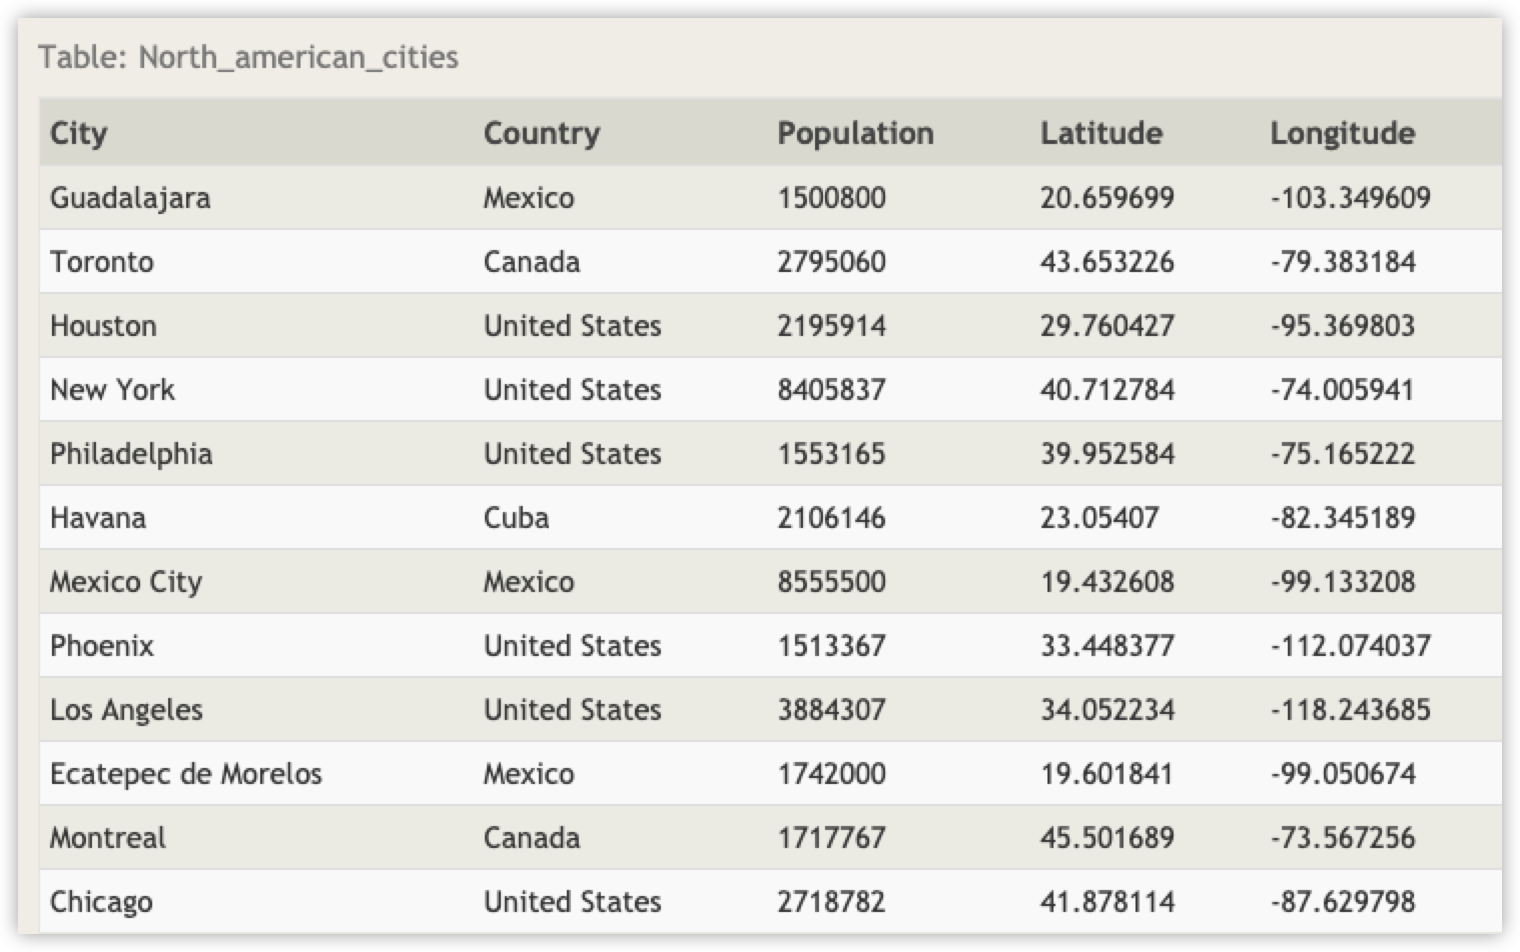 Table: North_american_cities
City Country Population Latitude Longitude
Guadalajara Mexico 1500800 20.659699 -103.349609
Toronto Canada 2795060 43.653226 -79.383184
Houston United States 2195914 29.760427 -95.369803
New York United States 8405837 40.712784 -74.005941
Philadelphia United States 1553165 39.952584 -75.165222
Havana Cuba 2106146 23.05407 -82.345189
Mexico City Mexico 8555500 19.432608 -99.133208
Phoenix United States 1513367 33.448377 -112.074037
Los Angeles United States 3884307 34.052234 -118.243685
Ecatepec de Morelos Mexico 1742000 19.601841 -99.050674
Montreal Canada 1717767 45.501689 -73.567256
Chicago United States 2718782 41.878114 -87.629798